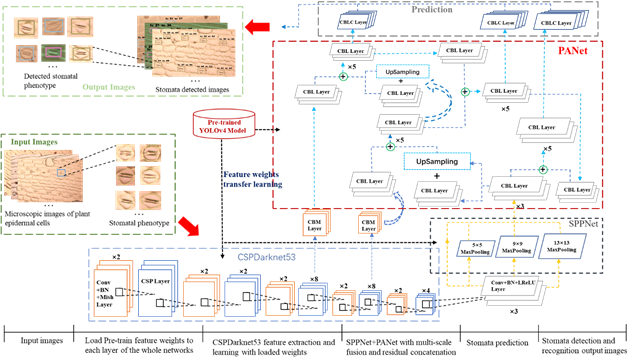 Prediction
CBLC Layer
CBLC Layer
CBLC Layer
Detected stomatal
phenotype
Stomata detected images
Output Images
PANet
CBL Layer
×5
CBL Layer
×5
CBL Layer
UpSampling
+
CBL Layer
CBL Layer
×5
CBL Layer
×5
CBL Layer
×5
CBL Layer
UpSampling
+
CBL Layer
CBL Layer
×3
CBL Layer
Pre-trained
YOLOv4 Model
Feature weights
transfer learning
Input Images
Microscopic images of plant
epidermal cells
Stomatal phenotype
CBM
Layer
CBM
Layer
SPPNet
5×5
MaxPooling
9×9
MaxPooling
13×13
MaxPooling
Conv+BN+LReLU
Layer
×3
CSPDarknet53
×2
Conv
+BN
+Mish
Layer
×2
CSP Layer
×2
×2
×2
×8
×2
×8
×2
×4
Input images
Load Pre-train feature weights to
each layer of the whole networks
CSPDarknet53 feature extraction and
learning with loaded weights
SPPNet+PANet with multi-scale
fusion and residual concatenation
Stomata prediction
Stomata detection and
recognition output images